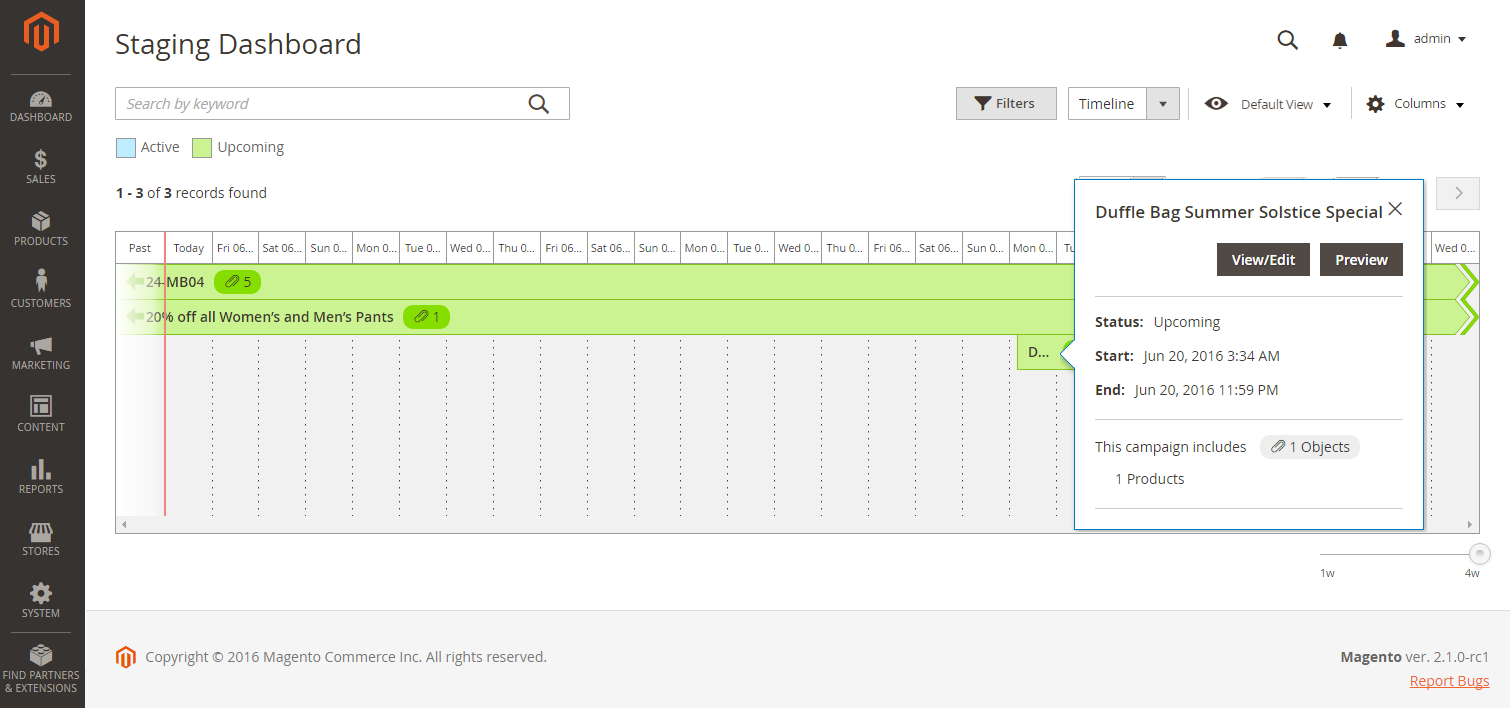 Staging Dashboard
admin
DASHBOARD
SALES
PRODUCTS
CUSTOMERS
MARKETING
CONTENT
REPORTS
STORES
SYSTEM
FIND PARTNERS
& EXTENSIONS
Search by keyword
Filters
Timeline
Default View
Columns
Active
Upcoming
1 - 3 of 3 records found
Past Today Fri 06... Sat 06... Sun 0... Mon 0... Tue 0... Wed 0... Thu 0... Fri 06... Sat 06... Sun 0... Mon 0... Tue 0... Wed 0... Thu 0... Fri 06... Sat 06... Sun 0... Mon 0... Tu Wed 0...
24-MB04 5
20% off all Women's and Men's Pants 1
D...
Duffle Bag Summer Solstice Special
View/Edit
Preview
Status: Upcoming
Start: Jun 20, 2016 3:34 AM
End: Jun 20, 2016 11:59 PM
This campaign includes 1 Objects
1 Products
1w
4w
Copyright © 2016 Magento Commerce Inc. All rights reserved.
Magento ver. 2.1.0-rc1
Report Bugs